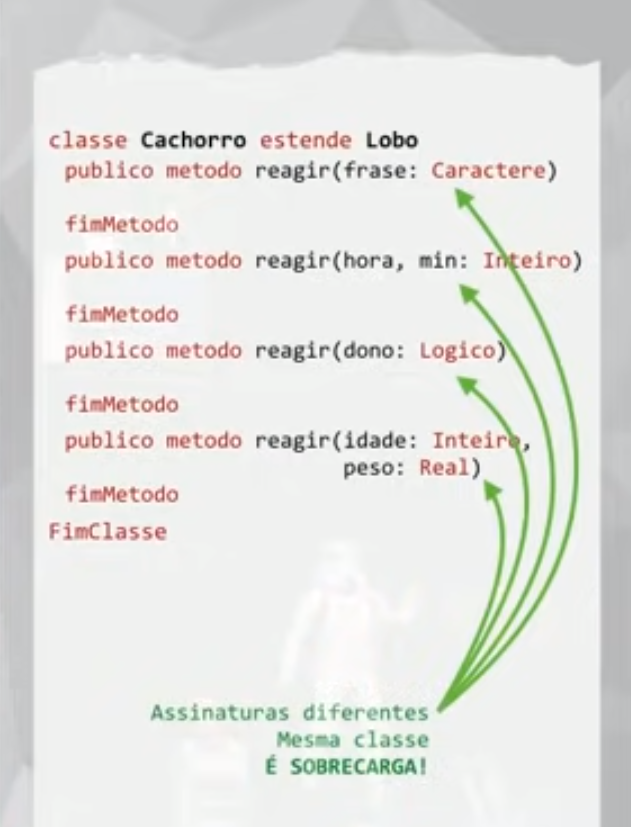 classe Cachorro estende Lobo
publico metodo reagir(frase: Caractere)
fimMetodo
publico metodo reagir(hora, min: Inteiro)
fimMetodo
publico metodo reagir(dono: Logico)
fimMetodo
publico metodo reagir(idade: Inteiro,
peso: Real)
fimMetodo
FimClasse
Assinaturas diferentes
Mesma classe
É SOBRECARGA!